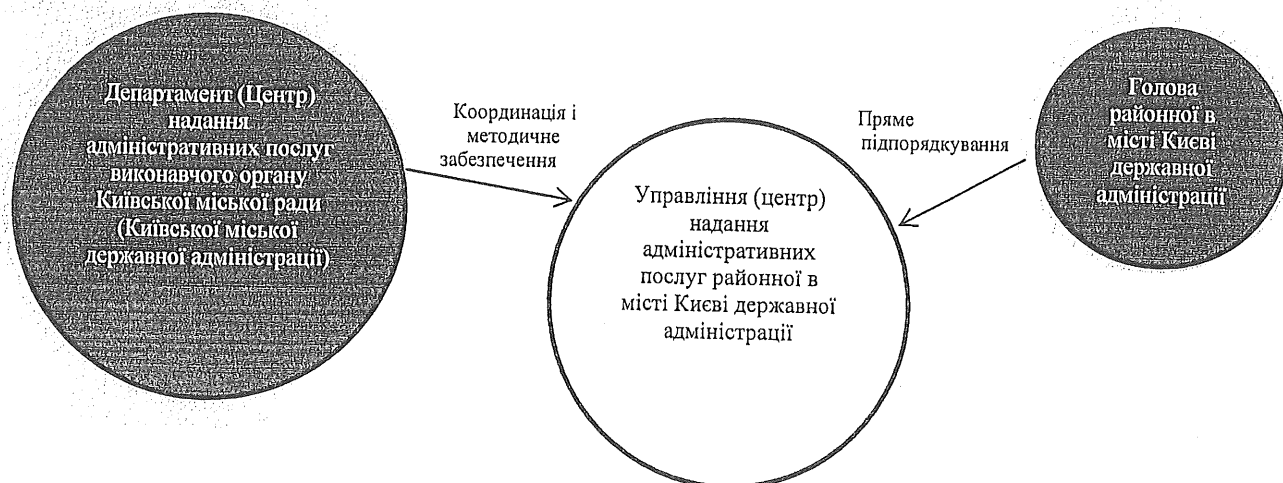 Департамент (Центр)
надання
адміністративних послуг
виконавчого органу
Київської міської ради
(Київської міської
державної адміністрації)
Координація і
методичне
забезпечення
Управління (центр)
надання
адміністративних
послуг районної в
місті Києві державної
адміністрації
Пряме
підпорядкування
Голова
районної в
місті Києві
державної
адміністрації